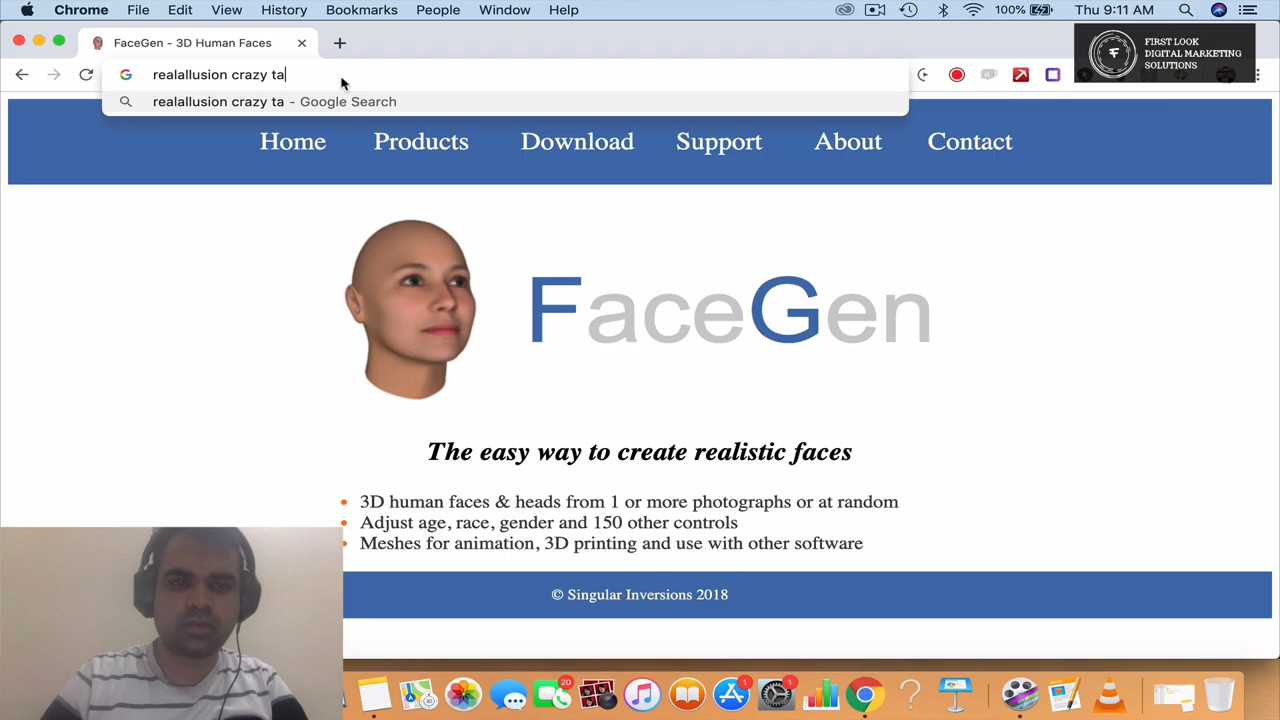 Chrome File Edit View History Bookmarks People Window Help 100% Thu 9:11 AM
FaceGen - 3D Human Faces
FIRST LOOK
DIGITAL MARKETING
SOLUTIONS
realallusion crazy ta
realallusion crazy ta - Google Search
Home Products Download Support About Contact
FaceGen
The easy way to create realistic faces
• 3D human faces & heads from 1 or more photographs or at random
• Adjust age, race, gender and 150 other controls
• Meshes for animation, 3D printing and use with other software
© Singular Inversions 2018
20
1
1